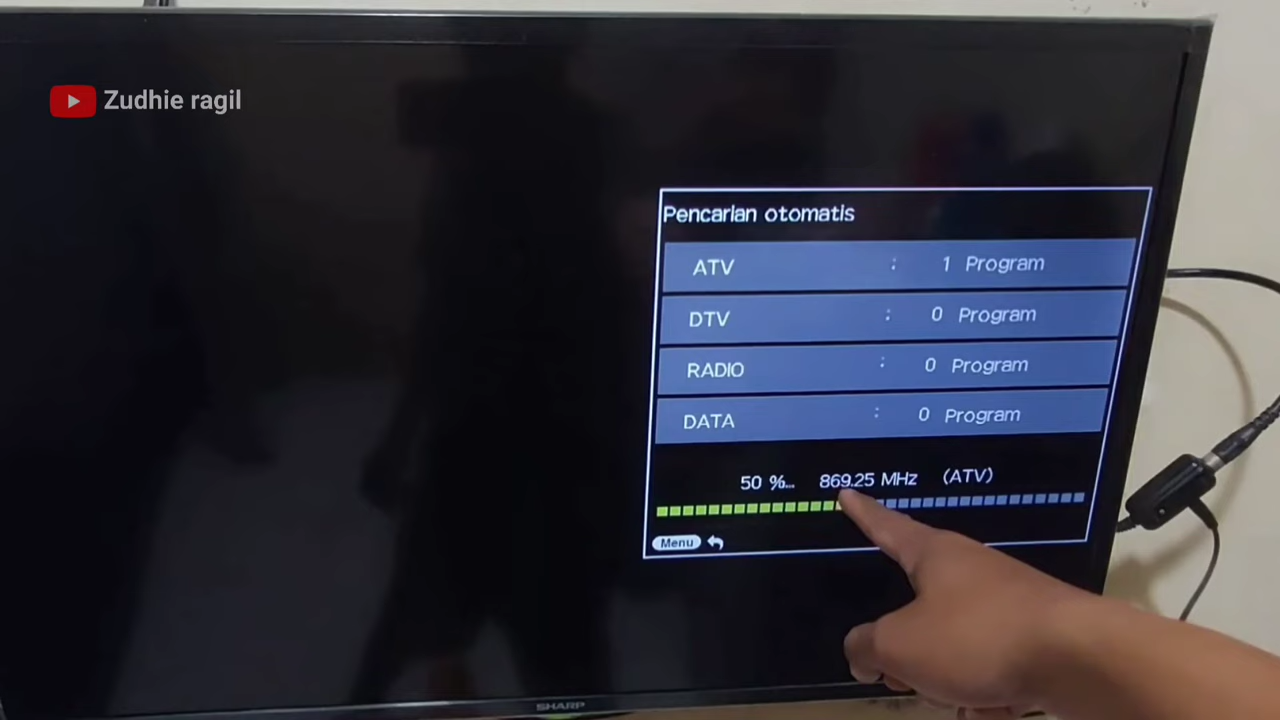 Zudhie ragil
Pencarian otomatis
ATV : 1 Program
DTV : 0 Program
RADIO : 0 Program
DATA : 0 Program
50 %... 869.25 MHz (ATV)
Menu
SHARP